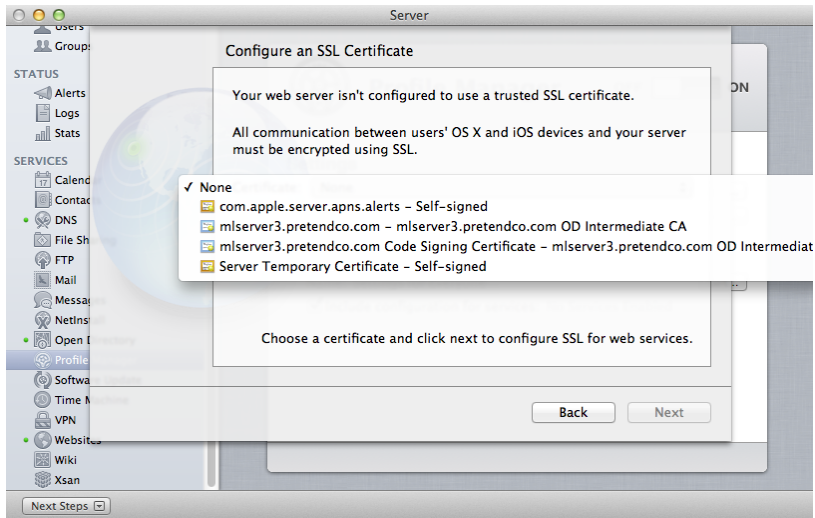 Server
Users
Groups
STATUS
Alerts
Logs
Stats
SERVICES
Calend
Contac
DNS
File Sh
FTP
Mail
Messag
NetInst
Open Directory
Profile
Software Update
Time Machine
VPN
Websites
Wiki
Xsan
Next Steps
Configure an SSL Certificate
ON
Your web server isn't configured to use a trusted SSL certificate.
All communication between users' OS X and iOS devices and your server
must be encrypted using SSL.
✓ None
com.apple.server.apns.alerts – Self-signed
mlserver3.pretendco.com – mlserver3.pretendco.com OD Intermediate CA
mlserver3.pretendco.com Code Signing Certificate – mlserver3.pretendco.com OD Intermediat
Server Temporary Certificate – Self-signed
Choose a certificate and click next to configure SSL for web services.
Back
Next